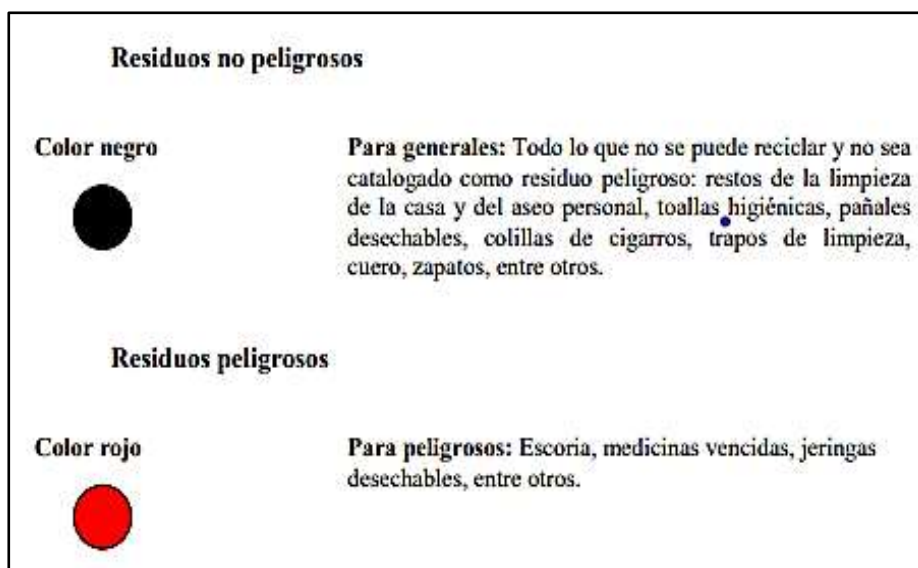 Residuos no peligrosos
Color negro
Para generales: Todo lo que no se puede reciclar y no sea
catalogado como residuo peligroso: restos de la limpieza
de la casa y del aseo personal, toallas higiénicas, pañales
desechables, colillas de cigarros, trapos de limpieza,
cuero, zapatos, entre otros.
Residuos peligrosos
Color rojo
Para peligrosos: Escoria, medicinas vencidas, jeringas
desechables, entre otros.